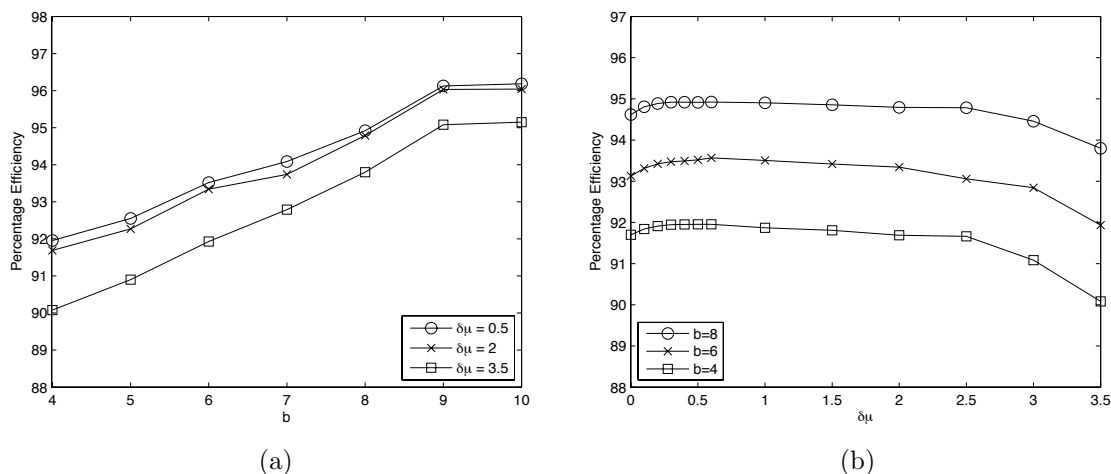 98
97
96
95
94
93
92
91
90
89
88
Percentage Efficiency
4 5 6 7 8 9 10
b
δμ = 0.5
δμ = 2
δμ = 3.5
(a)
97
96
95
94
93
92
91
90
89
88
Percentage Efficiency
0 0.5 1 1.5 2 2.5 3 3.5
δμ
b=8
b=6
b=4
(b)